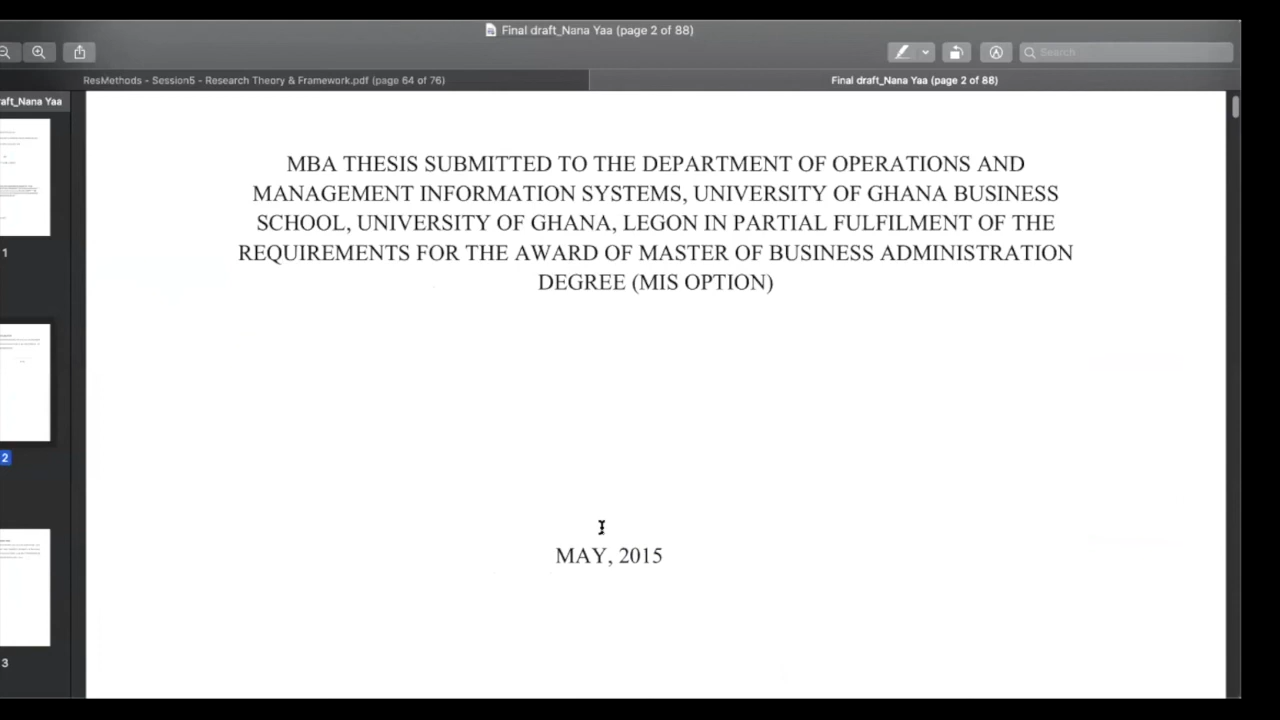 Final draft_Nana Yaa (page 2 of 88)
Search
ResMethods - Session5 - Research Theory & Framework.pdf (page 64 of 76)
Final draft_Nana Yaa (page 2 of 88)
aft_Nana Yaa
MBA THESIS SUBMITTED TO THE DEPARTMENT OF OPERATIONS AND
MANAGEMENT INFORMATION SYSTEMS, UNIVERSITY OF GHANA BUSINESS
SCHOOL, UNIVERSITY OF GHANA, LEGON IN PARTIAL FULFILMENT OF THE
REQUIREMENTS FOR THE AWARD OF MASTER OF BUSINESS ADMINISTRATION
DEGREE (MIS OPTION)
MAY, 2015
1
2
3